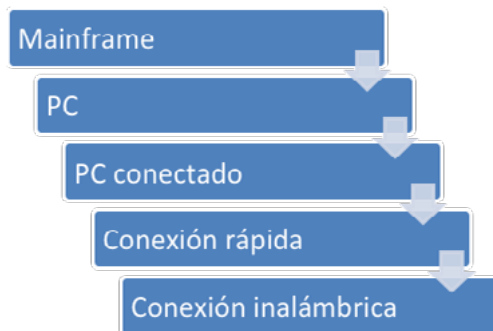 Mainframe
PC
PC conectado
Conexión rápida
Conexión inalámbrica